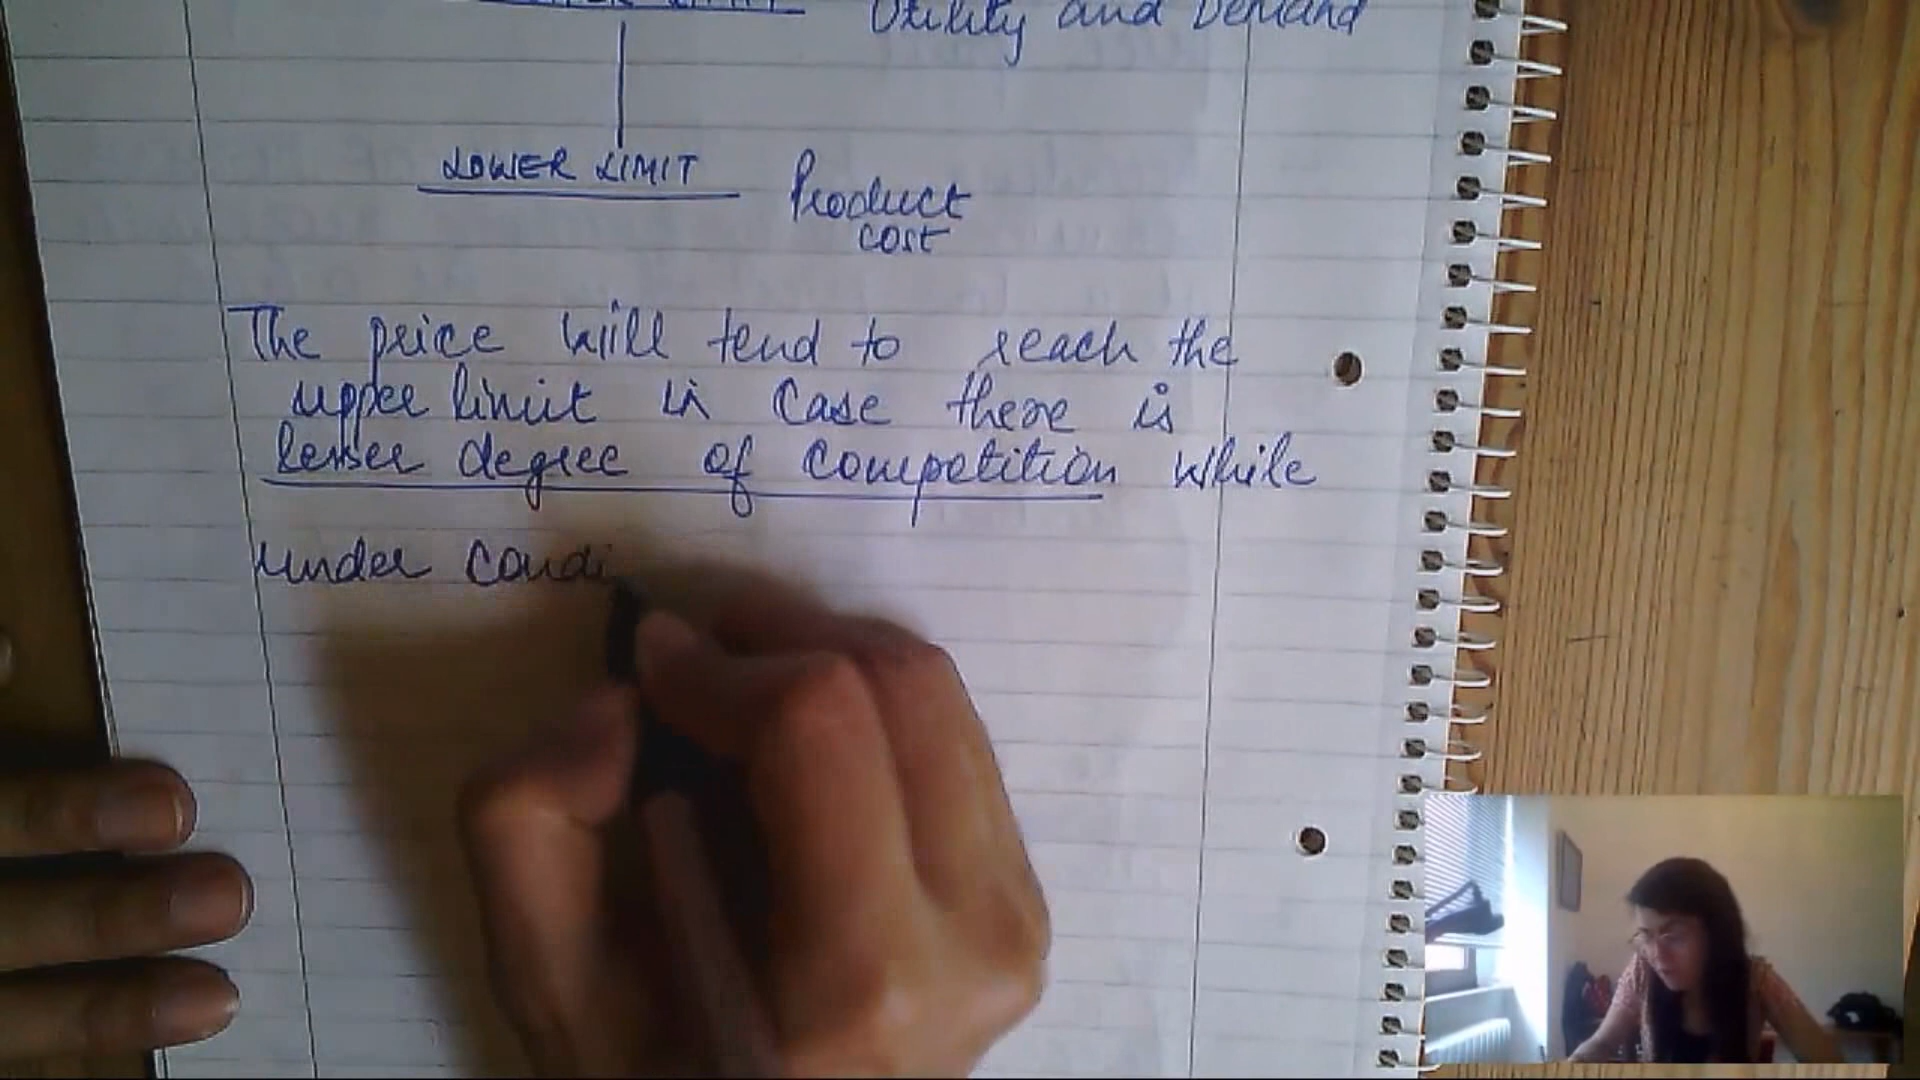 LIMIT Utility and Demand
LOWER LIMIT Product
cost
The price will tend to reach the
upper limit in case there is
lesser degree of competition while
under condi